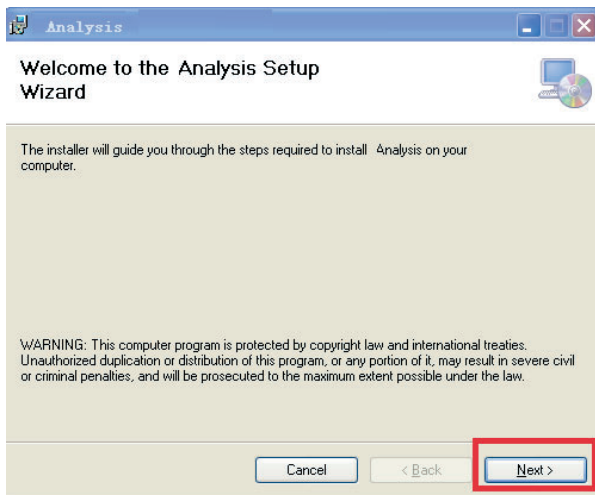 Analysis
Welcome to the Analysis Setup
Wizard
The installer will guide you through the steps required to install Analysis on your
computer.
WARNING: This computer program is protected by copyright law and international treaties.
Unauthorized duplication or distribution of this program, or any portion of it, may result in severe civil
or criminal penalties, and will be prosecuted to the maximum extent possible under the law.
Cancel < Back Next >